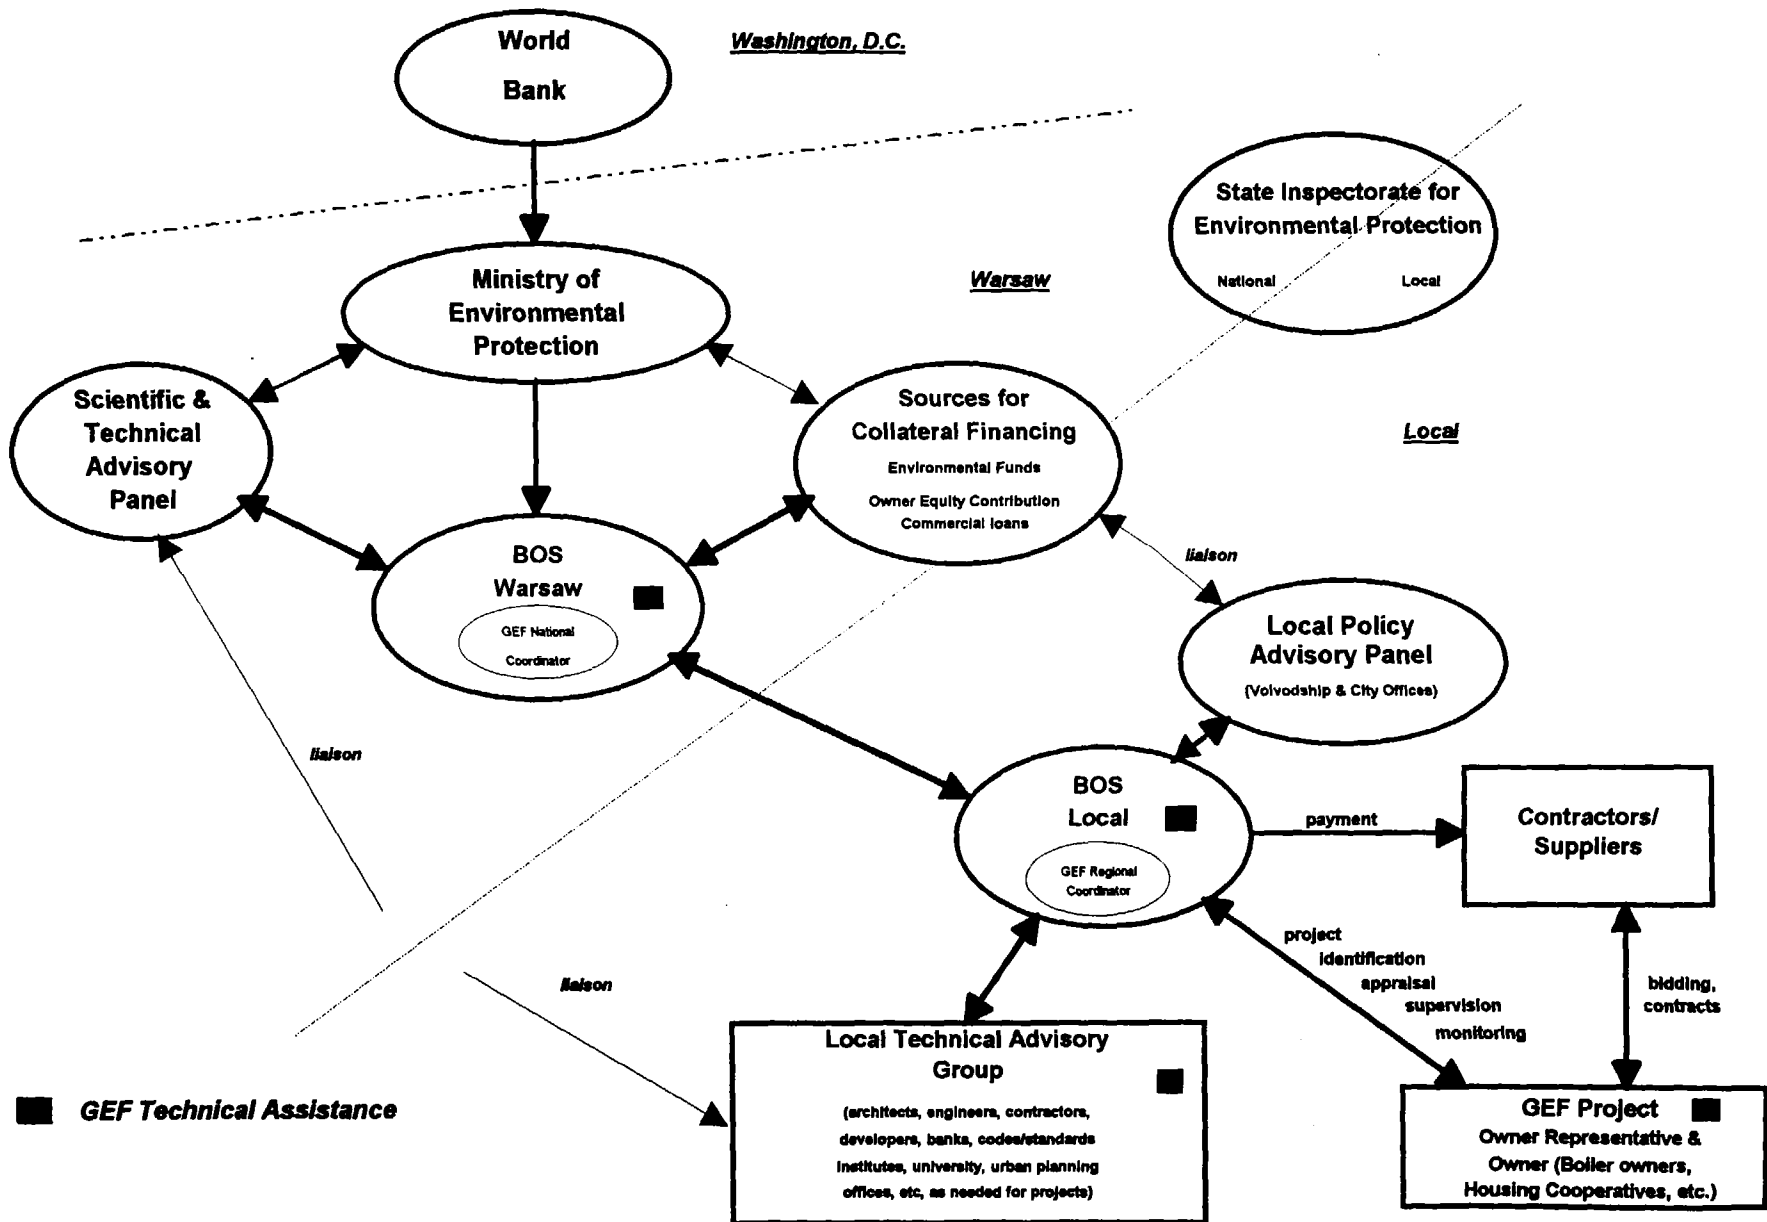 World
Bank
Washington, D.C.
State Inspectorate for
Environmental Protection
National
Local
Ministry of
Environmental
Protection
Warsaw
Scientific &
Technical
Advisory
Panel
Sources for
Collateral Financing
Environmental Funds
Owner Equity Contribution
Commercial loans
Local
BOS
Warsaw
GEF National
Coordinator
liaison
Local Policy
Advisory Panel
(Voivodship & City Offices)
liaison
BOS
Local
GEF Regional
Coordinator
payment
Contractors/
Suppliers
project
identification
appraisal
supervision
monitoring
bidding,
contracts
liaison
Local Technical Advisory
Group
(architects, engineers, contractors,
developers, banks, codes/standards
institutes, university, urban planning
offices, etc, as needed for projects)
GEF Project
Owner Representative &
Owner (Boiler owners,
Housing Cooperatives, etc.)
GEF Technical Assistance